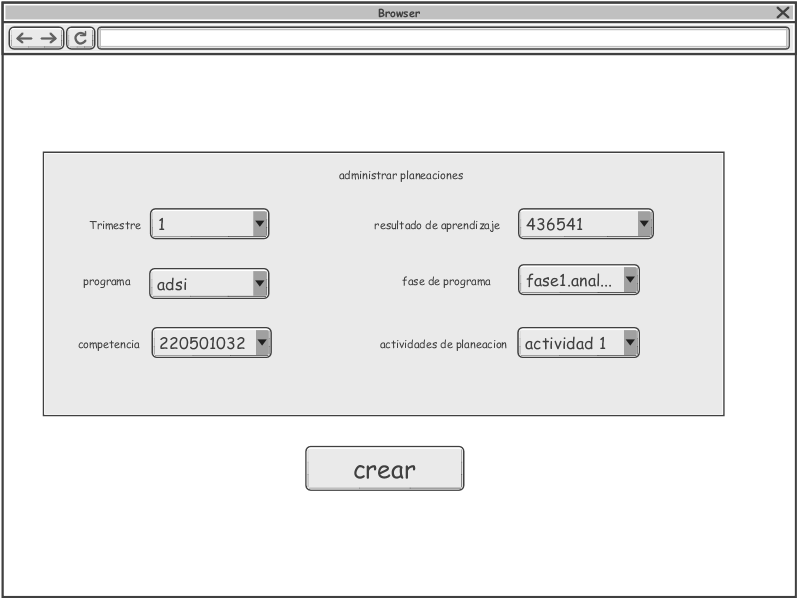 Browser
administrar planeaciones
Trimestre 1 resultado de aprendizaje 436541
programa adsi fase de programa fase1.anal...
competencia 220501032 actividades de planeacion actividad 1
crear